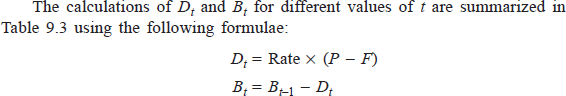 The calculations of Dt and Bt for different values of t are summarized in
Table 9.3 using the following formulae:
Dt = Rate × (P – F)
Bt = Bt–1 – Dt